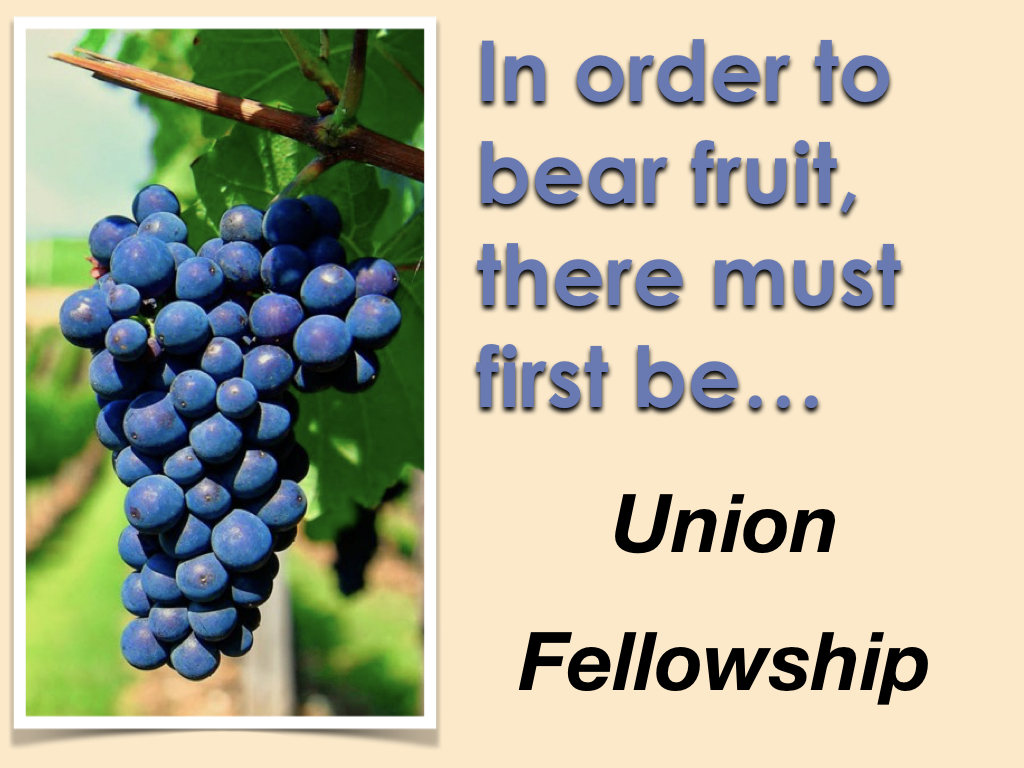 In order to
bear fruit,
there must
first be…
Union
Fellowship